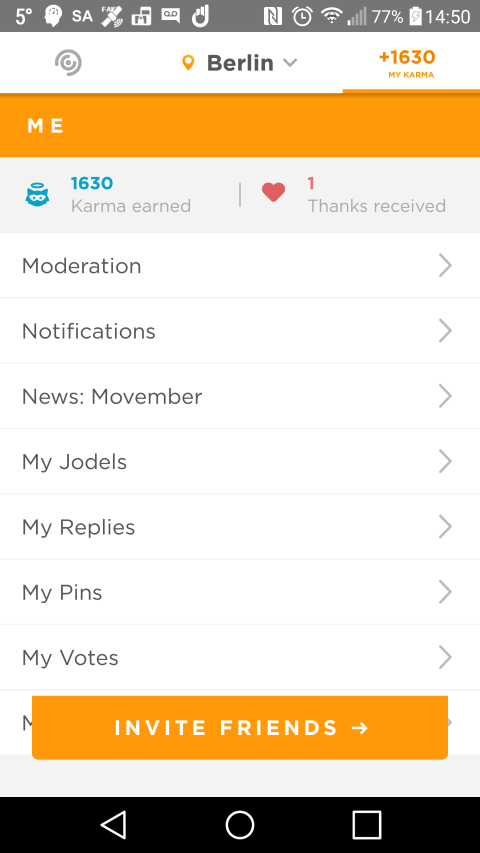 5° SA 77% 14:50
Berlin +1630
MY KARMA
ME
1630 1
Karma earned Thanks received
Moderation
Notifications
News: Movember
My Jodels
My Replies
My Pins
My Votes
INVITE FRIENDS →